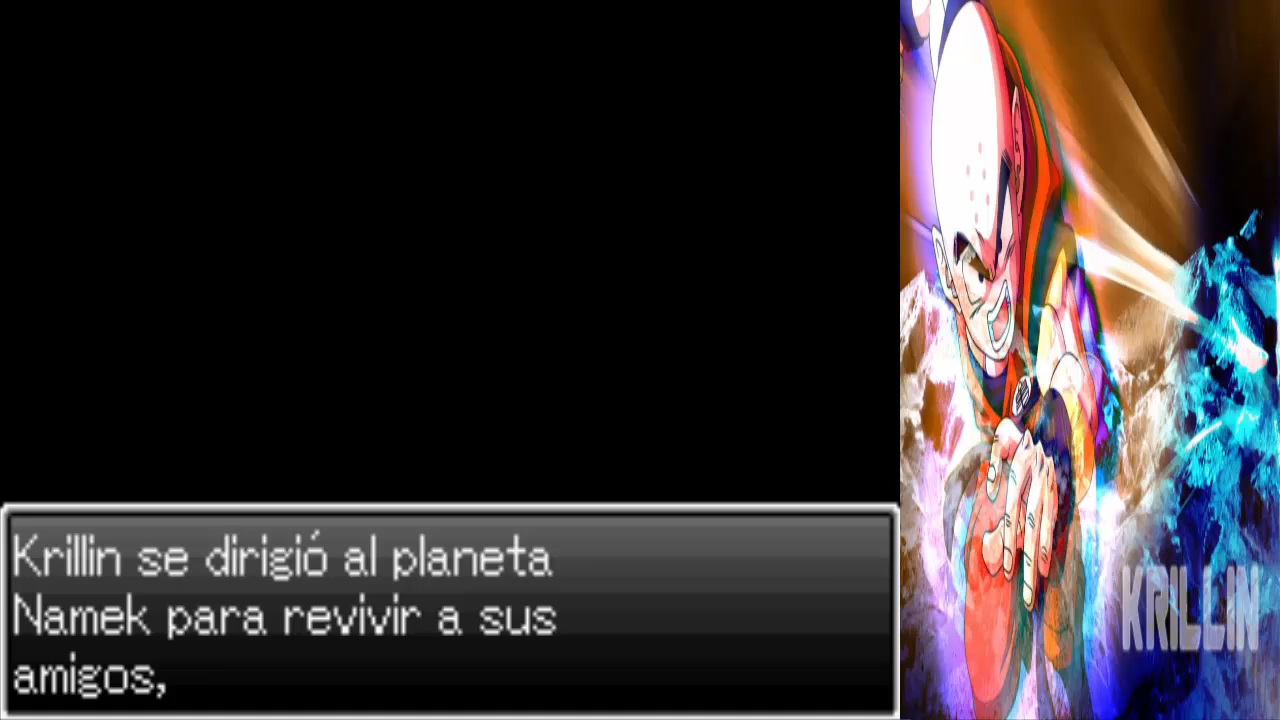 Krillin se dirigió al planeta
Namek para revivir a sus
amigos,
KRILLIN